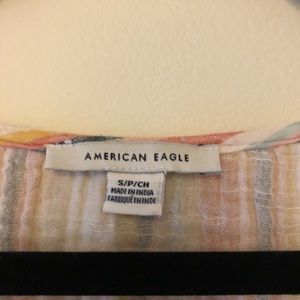 AMERICAN EAGLE
S/P/CH
MADE IN INDIA
FABRIQUÉ EN INDE